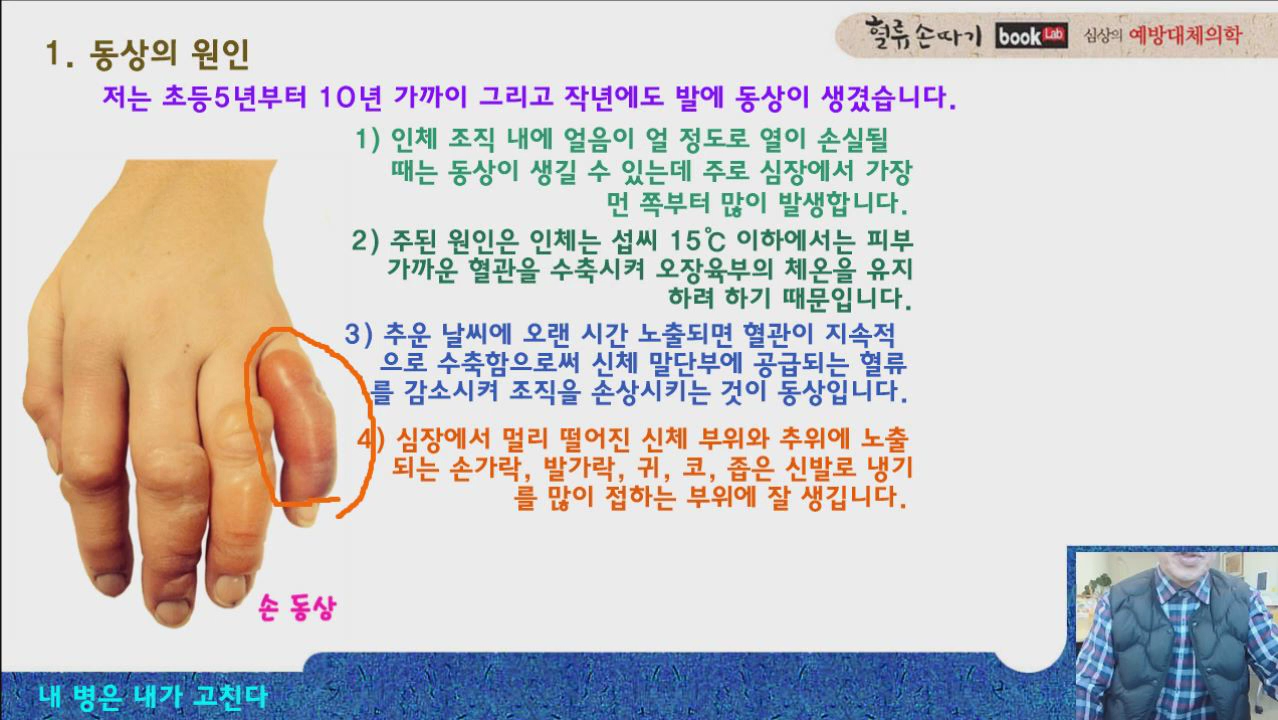 혈류 손따기 book Lab 심상의 예방대체의학
1. 동상의 원인
저는 초등5년부터 10년 가까이 그리고 작년에도 발에 동상이 생겼습니다.
1) 인체 조직 내에 얼음이 얼 정도로 열이 손실될
때는 동상이 생길 수 있는데 주로 심장에서 가장
먼 쪽부터 많이 발생합니다.
2) 주된 원인은 인체는 섭씨 15℃ 이하에서는 피부
가까운 혈관을 수축시켜 오장육부의 체온을 유지
하려 하기 때문입니다.
3) 추운 날씨에 오랜 시간 노출되면 혈관이 지속적
으로 수축함으로써 신체 말단부에 공급되는 혈류
를 감소시켜 조직을 손상시키는 것이 동상입니다.
4) 심장에서 멀리 떨어진 신체 부위와 추위에 노출
되는 손가락, 발가락, 귀, 코, 좁은 신발로 냉기
를 많이 접하는 부위에 잘 생깁니다.
손 동상
내 병은 내가 고친다